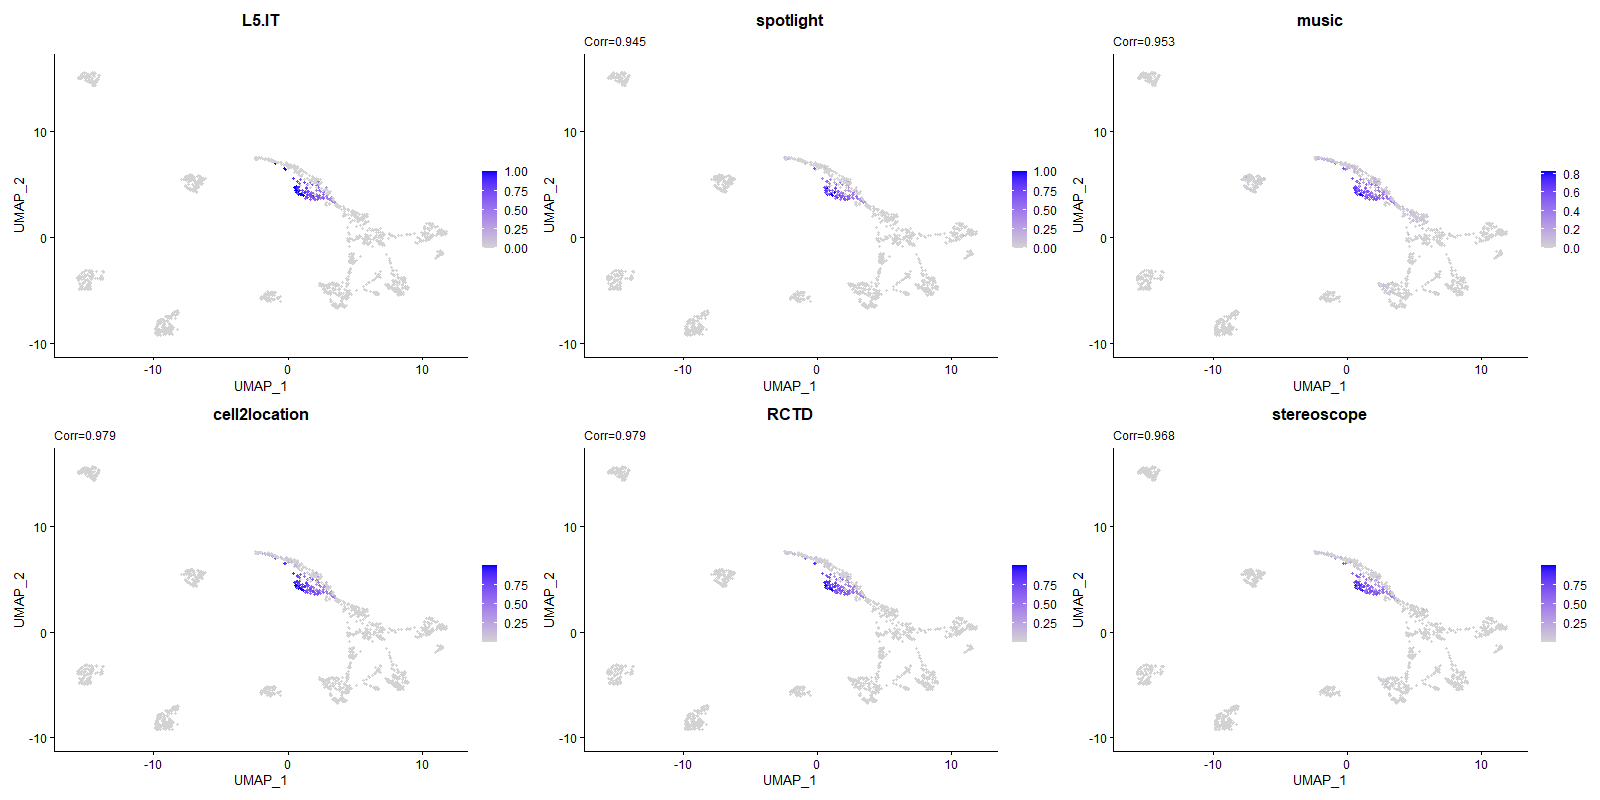 L5.IT
UMAP_2
10
0
-10
1.00
0.75
0.50
0.25
0.00
-10 0 10
UMAP_1
spotlight
Corr=0.945
UMAP_2
10
0
-10
1.00
0.75
0.50
0.25
0.00
-10 0 10
UMAP_1
music
Corr=0.953
UMAP_2
10
0
-10
0.8
0.6
0.4
0.2
0.0
-10 0 10
UMAP_1
cell2location
Corr=0.979
UMAP_2
10
0
-10
0.75
0.50
0.25
-10 0 10
UMAP_1
RCTD
Corr=0.979
UMAP_2
10
0
-10
0.75
0.50
0.25
-10 0 10
UMAP_1
stereoscope
Corr=0.968
UMAP_2
10
0
-10
0.75
0.50
0.25
-10 0 10
UMAP_1